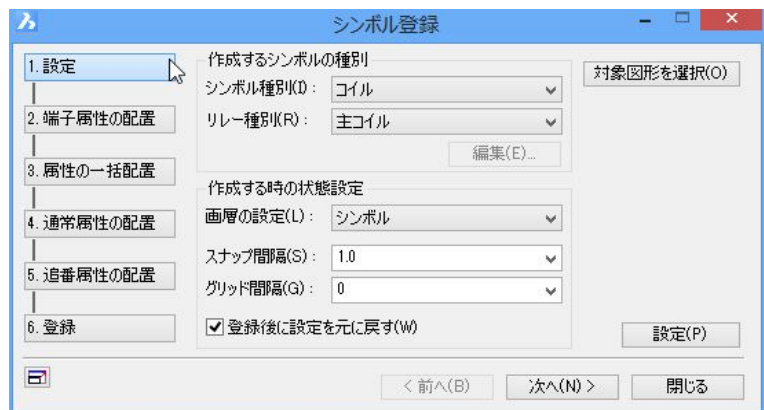 シンボル登録
1. 設定
2. 端子属性の配置
3. 属性の一括配置
4. 通常属性の配置
5. 追番属性の配置
6. 登録
作成するシンボルの種別
シンボル種別(I): コイル
リレー種別(R): 主コイル
編集(E)...
作成する時の状態設定
画層の設定(L): シンボル
スナップ間隔(S): 1.0
グリッド間隔(G): 0
登録後に設定を元に戻す(W)
対象図形を選択(O)
設定(P)
< 前へ(B)
次へ(N) >
閉じる